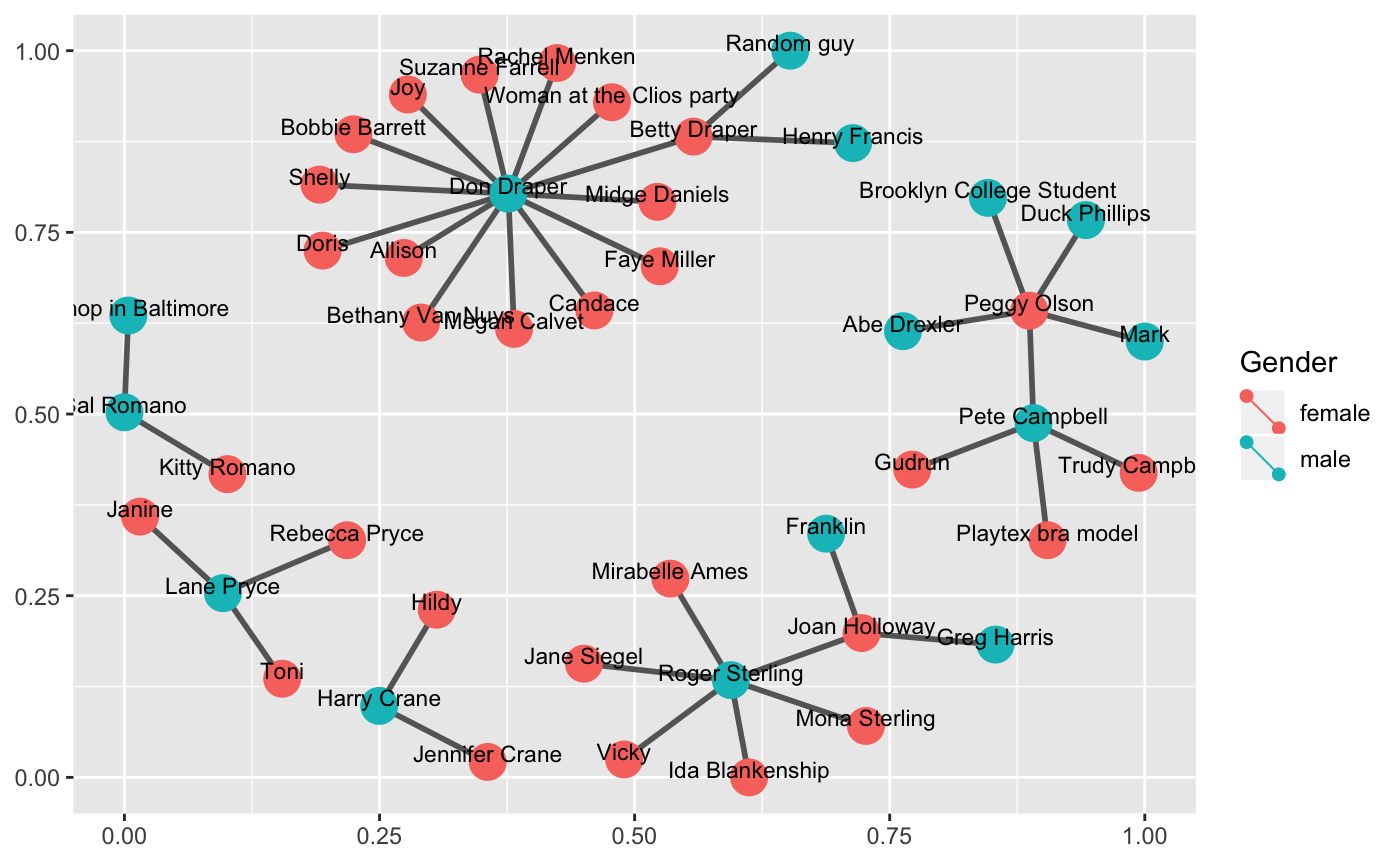 1.00
0.75
0.50
0.25
0.00
0.00
0.25
0.50
0.75
1.00
Rachel Menken
Suzanne Farrell
Joy
Woman at the Clios party
Random guy
Bobbie Barrett
Betty Draper
Henry Francis
Shelly
Don Draper
Midge Daniels
Brooklyn College Student
Duck Phillips
Doris
Allison
Faye Miller
Bethany Van Nuys
Megan Calvet
Candace
Peggy Olson
Abe Drexler
Mark
in Baltimore
Romano
Kitty Romano
Pete Campbell
Gudrun
Trudy Campb
Playtex bra model
Janine
Rebecca Pryce
Lane Pryce
Toni
Hildy
Harry Crane
Jennifer Crane
Franklin
Mirabelle Ames
Joan Holloway
Greg Harris
Jane Siegel
Roger Sterling
Mona Sterling
Vicky
Ida Blankenship
Gender
female
male